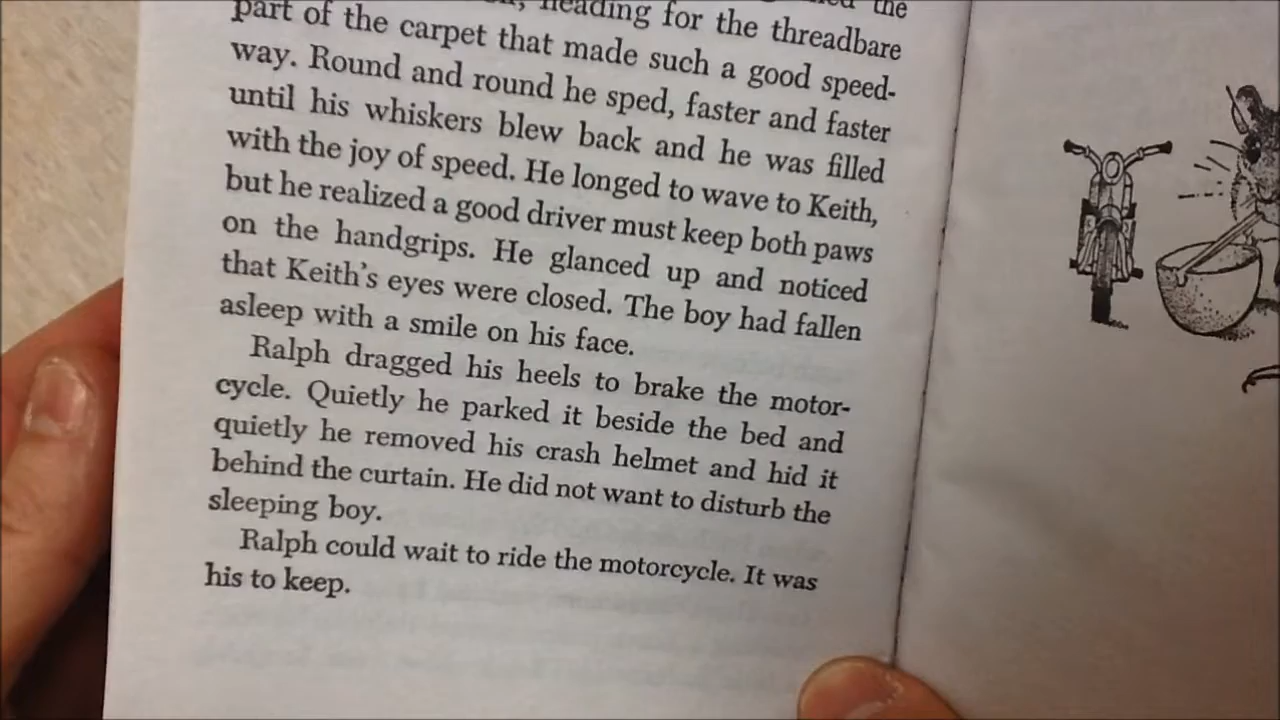 heading for the threadbare
part of the carpet that made such a good speed-
way. Round and round he sped, faster and faster
until his whiskers blew back and he was filled
with the joy of speed. He longed to wave to Keith,
but he realized a good driver must keep both paws
on the handgrips. He glanced up and noticed
that Keith's eyes were closed. The boy had fallen
asleep with a smile on his face.
Ralph dragged his heels to brake the motor-
cycle. Quietly he parked it beside the bed and
quietly he removed his crash helmet and hid it
behind the curtain. He did not want to disturb the
sleeping boy.
Ralph could wait to ride the motorcycle. It was
his to keep.